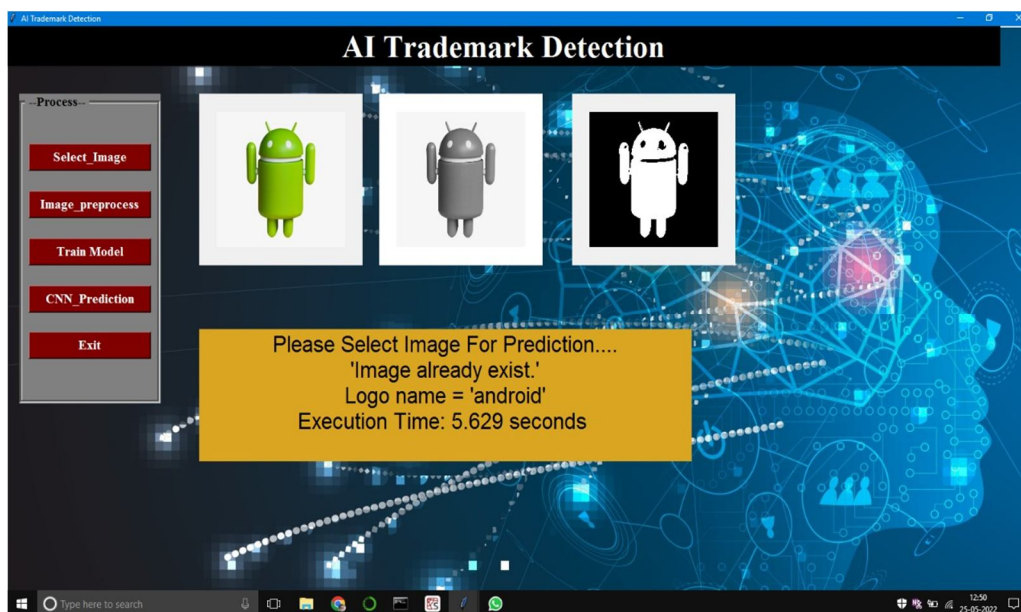 AI Trademark Detection
AI Trademark Detection
--Process--
Select_Image
Image_preprocess
Train Model
CNN_Prediction
Exit
Please Select Image For Prediction....
'Image already exist.'
Logo name = 'android'
Execution Time: 5.629 seconds
Type here to search
12:50
25-05-2022